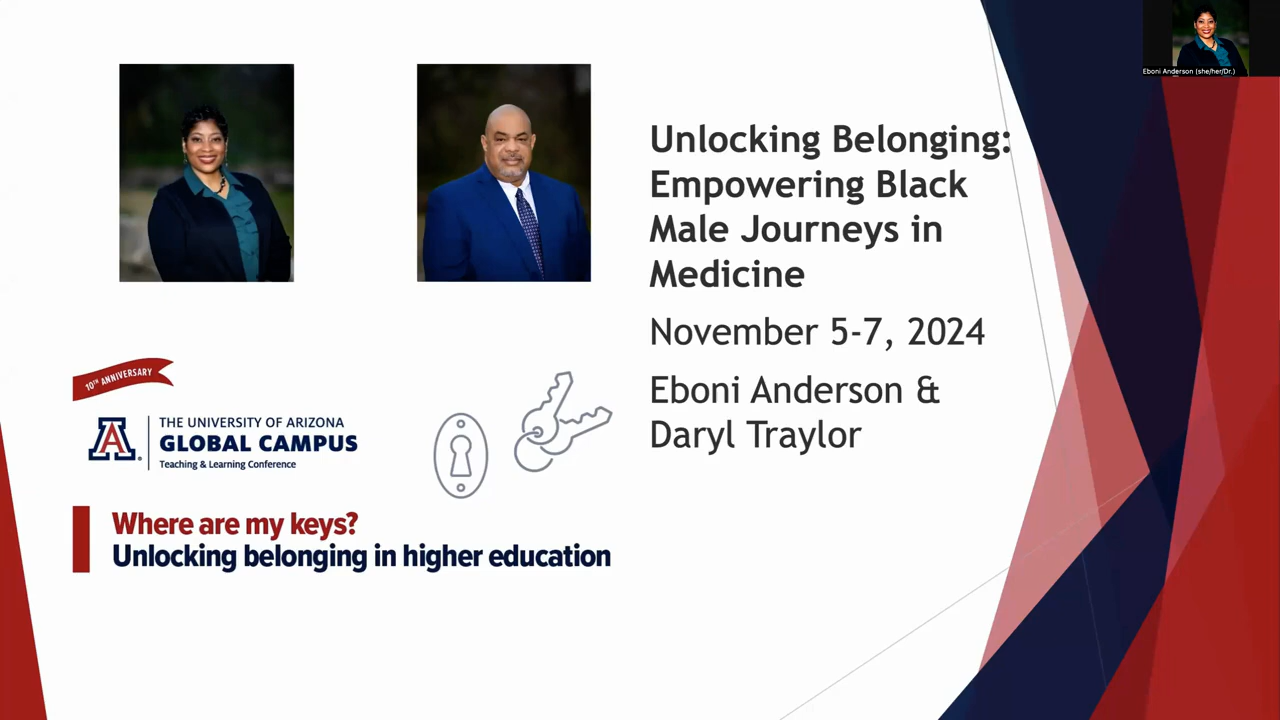 Eboni Anderson (she/her/Dr.)
Unlocking Belonging:
Empowering Black
Male Journeys in
Medicine
November 5-7, 2024
Eboni Anderson &
Daryl Traylor
10TH ANNIVERSARY
A
THE UNIVERSITY OF ARIZONA
GLOBAL CAMPUS
Teaching & Learning Conference
Where are my keys?
Unlocking belonging in higher education